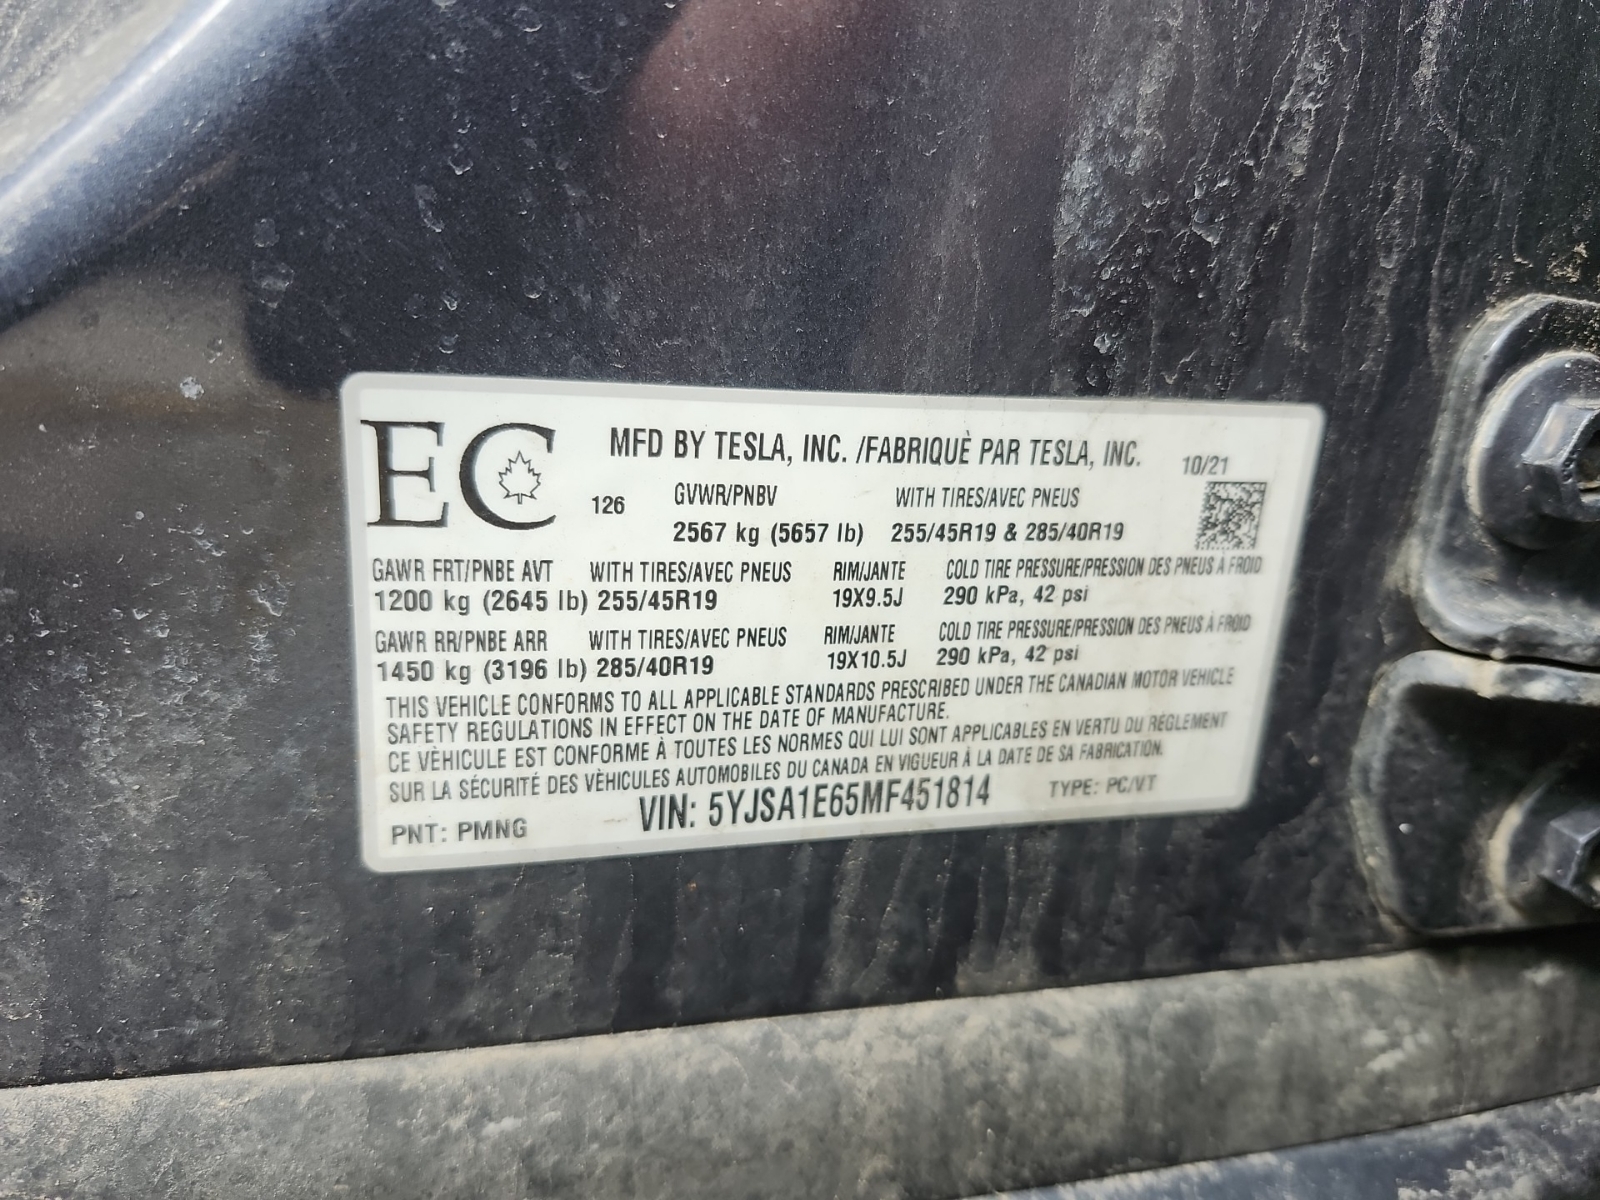 EC
MFD BY TESLA, INC. /FABRIQUÈ PAR TESLA, INC. 10/21
126 GVWR/PNBV WITH TIRES/AVEC PNEUS
2567 kg (5657 lb) 255/45R19 & 285/40R19
GAWR FRT/PNBE AVT WITH TIRES/AVEC PNEUS RIM/JANTE COLD TIRE PRESSURE/PRESSION DES PNEUS À FROID
1200 kg (2645 lb) 255/45R19 19X9.5J 290 kPa, 42 psi
GAWR RR/PNBE ARR WITH TIRES/AVEC PNEUS RIM/JANTE COLD TIRE PRESSURE/PRESSION DES PNEUS À FROID
1450 kg (3196 lb) 285/40R19 19X10.5J 290 kPa, 42 psi
THIS VEHICLE CONFORMS TO ALL APPLICABLE STANDARDS PRESCRIBED UNDER THE CANADIAN MOTOR VEHICLE
SAFETY REGULATIONS IN EFFECT ON THE DATE OF MANUFACTURE.
CE VÈHICULE EST CONFORME À TOUTES LES NORMES QUI LUI SONT APPLICABLES EN VERTU DU RÈGLEMENT
SUR LA SÉCURITÉ DES VÈHICULES AUTOMOBILES DU CANADA EN VIGUEUR À LA DATE DE SA FABRICATION.
PNT: PMNG VIN: 5YJSA1E65MF451814 TYPE: PC/VT